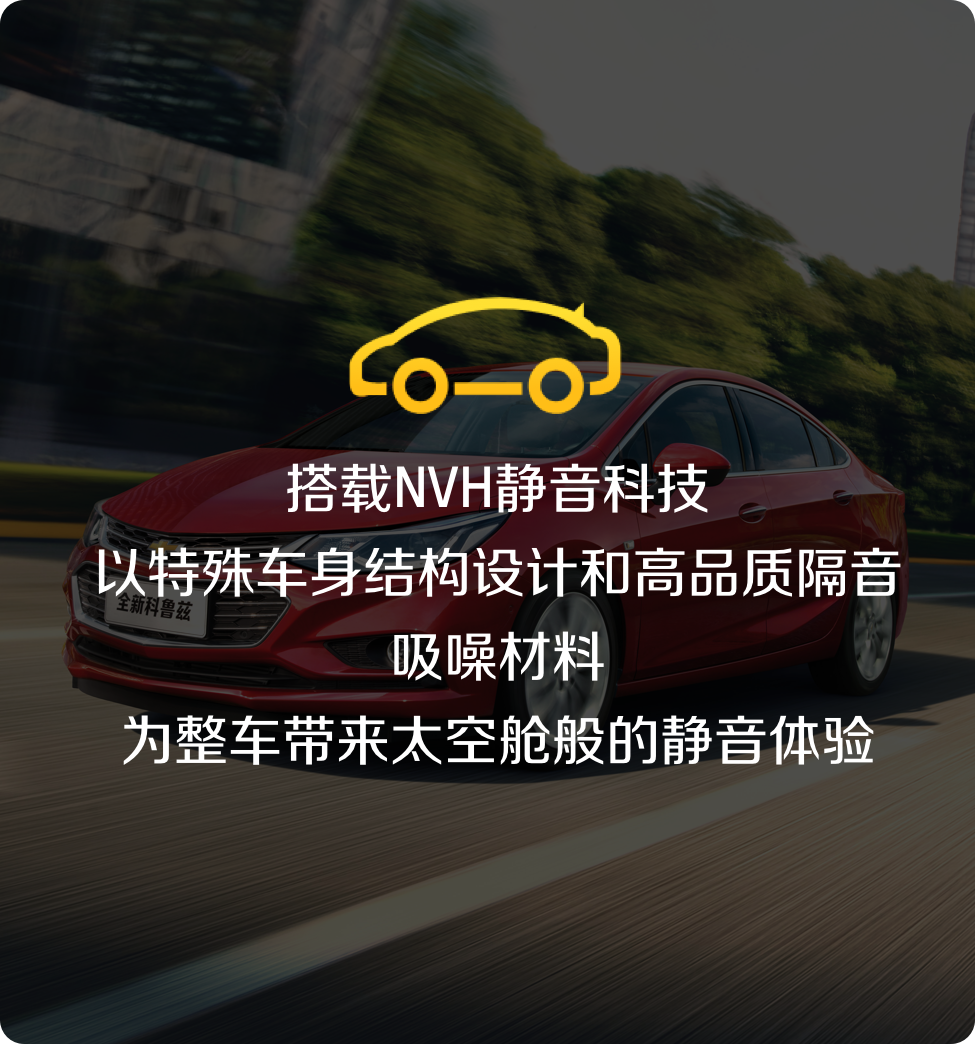 搭载NVH静音科技
以特殊车身结构设计和高品质隔音
全新科鲁兹
吸噪材料
为整车带来太空舱般的静音体验